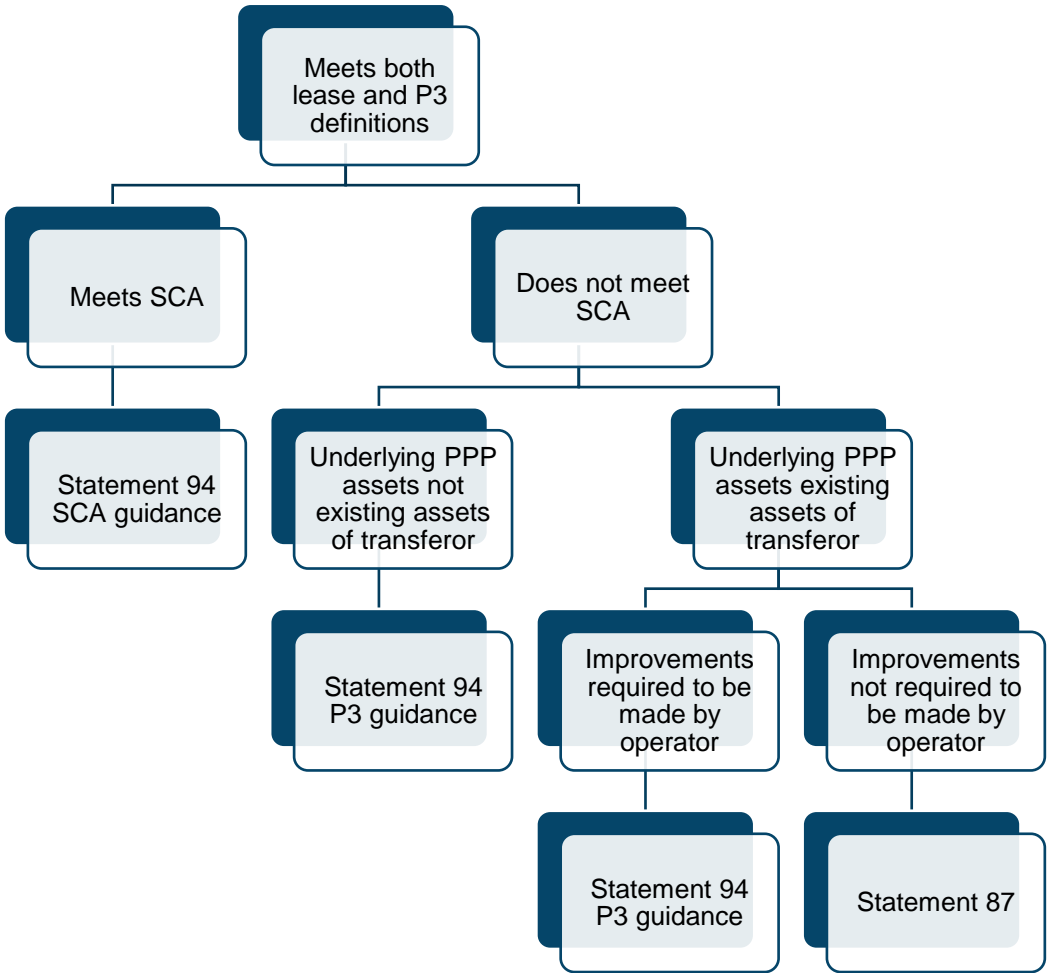 Meets both
lease and P3
definitions
Meets SCA
Does not meet
SCA
Statement 94
SCA guidance
Underlying PPP
assets not
existing assets
of transferor
Underlying PPP
assets existing
assets of
transferor
Statement 94
P3 guidance
Improvements
required to be
made by
operator
Improvements
not required to
be made by
operator
Statement 94
P3 guidance
Statement 87